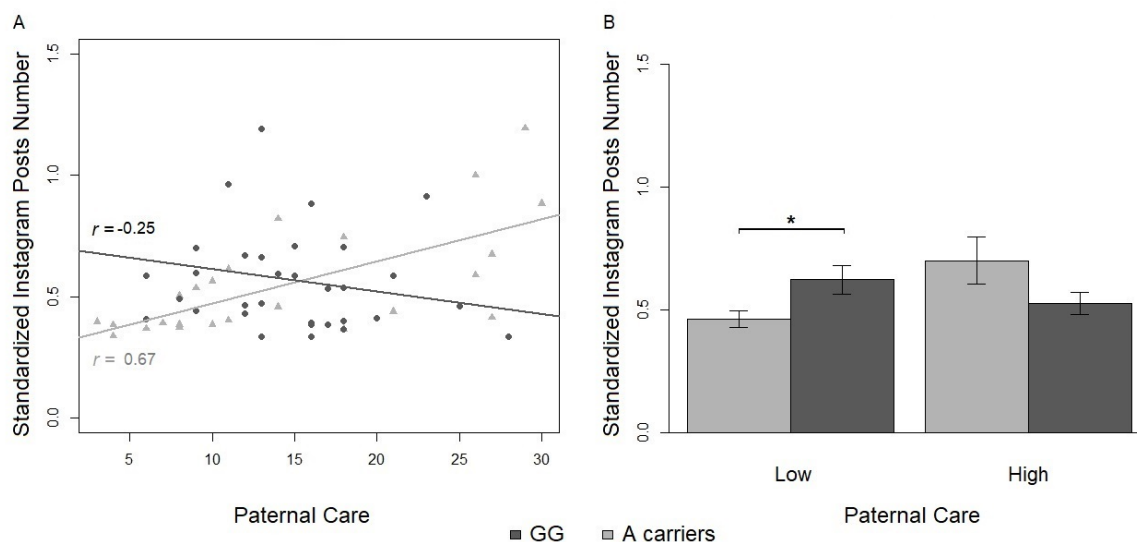 A
Standardized Instagram Posts Number
1.5
1.0
0.5
0.0
r = -0.25
r = 0.67
5 10 15 20 25 30
Paternal Care
B
Standardized Instagram Posts Number
1.5
1.0
0.5
0.0
*
Low High
Paternal Care
GG A carriers